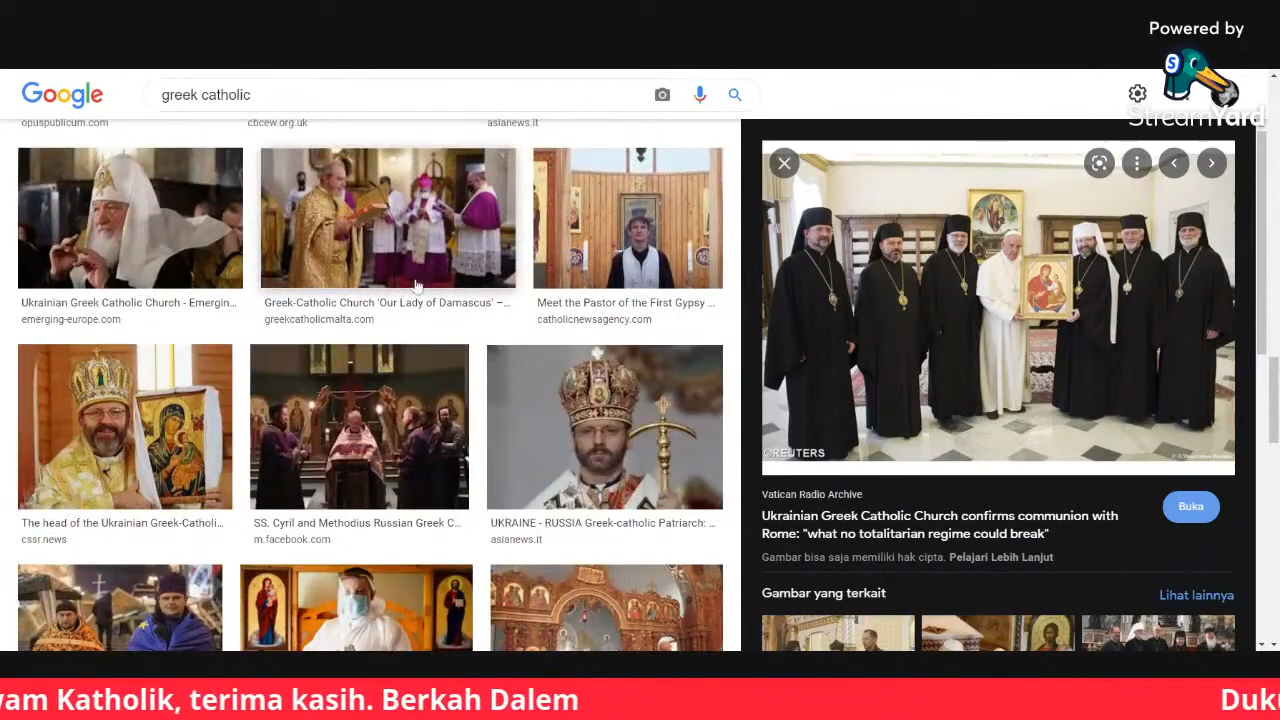 Powered by
StreamYard
Google
greek catholic
opuspublicum.com
cbcew.org.uk
asianews.it
Ukrainian Greek Catholic Church - Emergin...
emerging-europe.com
Greek-Catholic Church 'Our Lady of Damascus' –...
greekcatholicmalta.com
Meet the Pastor of the First Gypsy ...
catholicnewsagency.com
The head of the Ukrainian Greek-Catholi...
cssr.news
SS. Cyril and Methodius Russian Greek C...
m.facebook.com
UKRAINE - RUSSIA Greek-catholic Patriarch: ...
asianews.it
©REUTERS
Vatican Radio Archive
Ukrainian Greek Catholic Church confirms communion with
Rome: "what no totalitarian regime could break"
Buka
Gambar bisa saja memiliki hak cipta. Pelajari Lebih Lanjut
Gambar yang terkait
Lihat lainnya
yam Katholik, terima kasih. Berkah Dalem
Duku